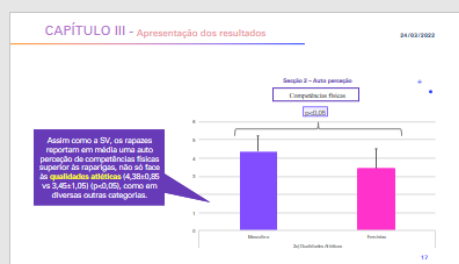 CAPÍTULO III - Apresentação dos resultados
24/03/2022
Secção 2 – Auto perceção
Competências físicas
p<0,05
Assim como a SV, os rapazes
reportam em média uma auto
perceção de competências físicas
superior às raparigas, não só face
às qualidades atléticas (4,38±0,85
vs 3,45±1,05) (p<0,05), como em
diversas outras categorias.
6
5
4
3
2
1
0
Masculino
Feminino
Qualidades Atléticas
17